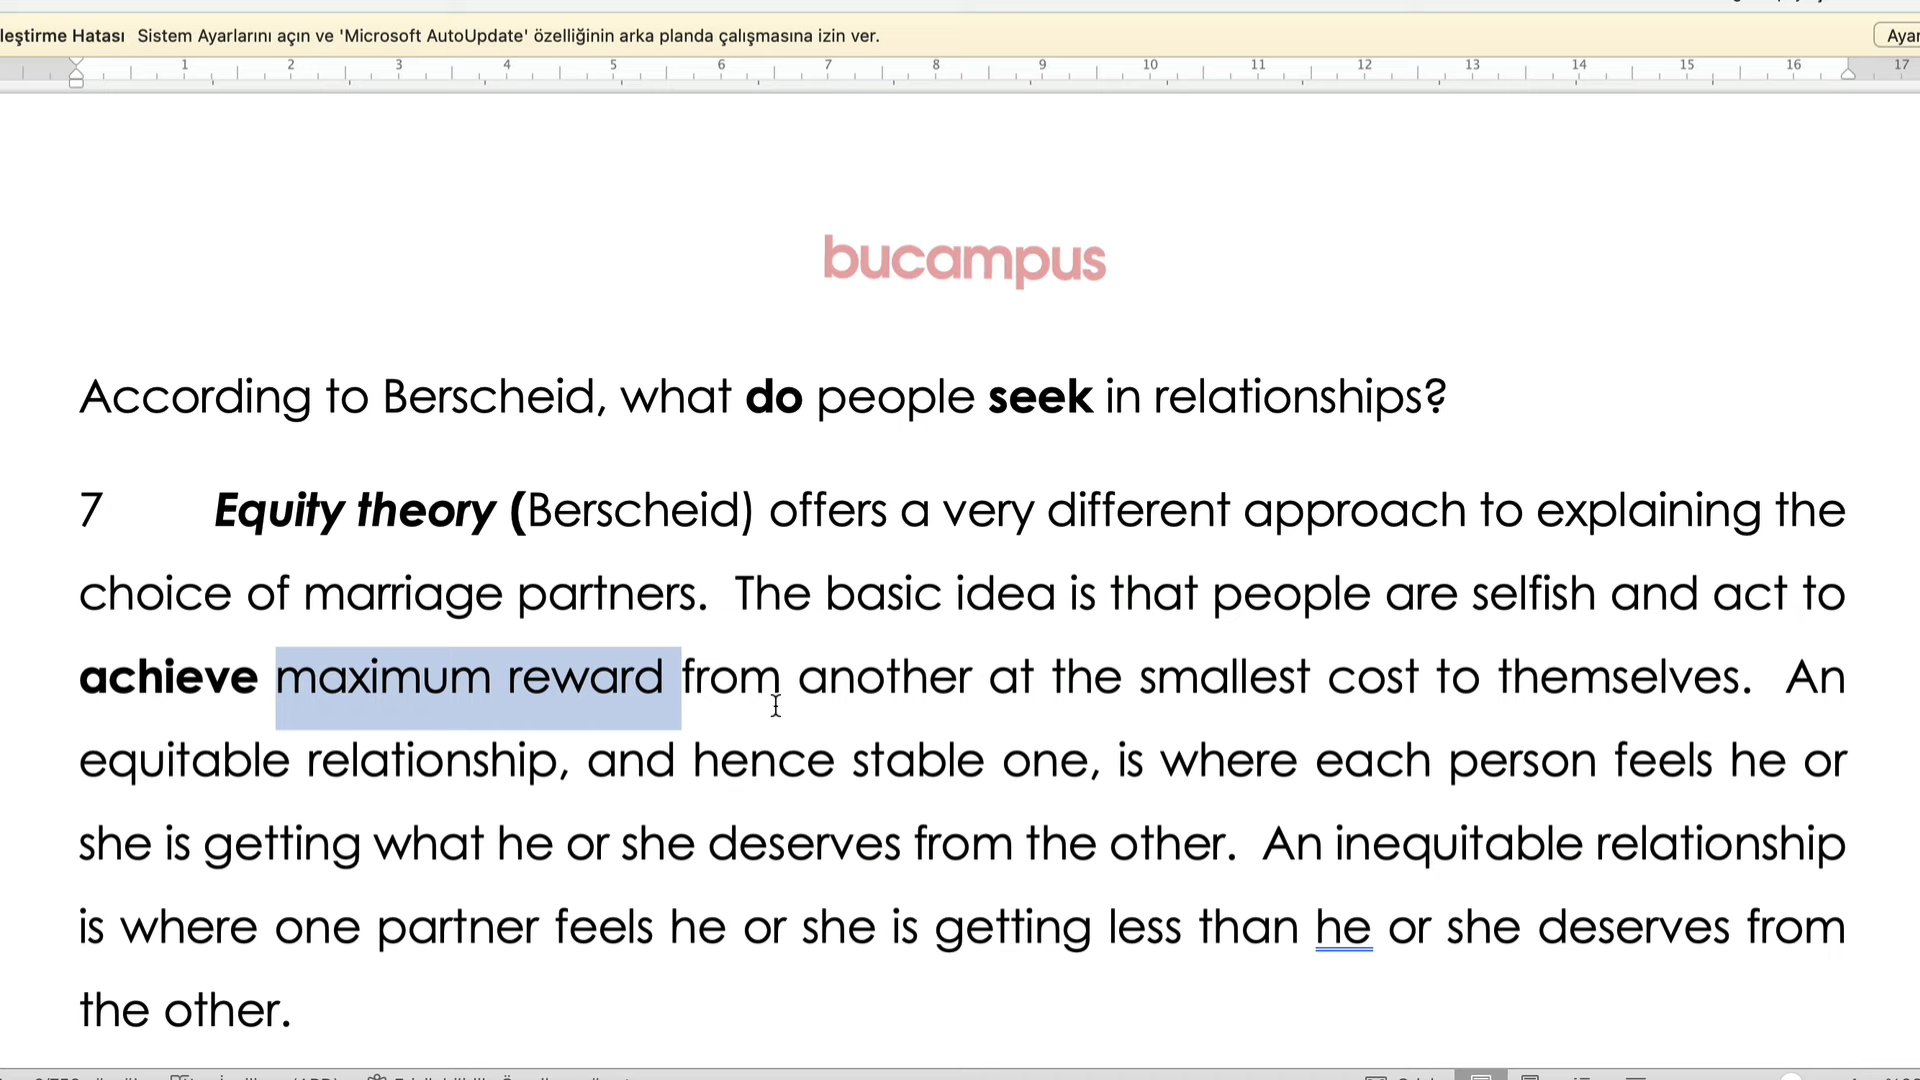 leştirme Hatası Sistem Ayarlarını açın ve 'Microsoft AutoUpdate' özelliğinin arka planda çalışmasına izin ver. Ayar
1 2 3 4 5 6 7 8 9 10 11 12 13 14 15 16 17
bucampus
According to Berscheid, what do people seek in relationships?
7 Equity theory (Berscheid) offers a very different approach to explaining the
choice of marriage partners. The basic idea is that people are selfish and act to
achieve maximum reward from another at the smallest cost to themselves. An
equitable relationship, and hence stable one, is where each person feels he or
she is getting what he or she deserves from the other. An inequitable relationship
is where one partner feels he or she is getting less than he or she deserves from
the other.